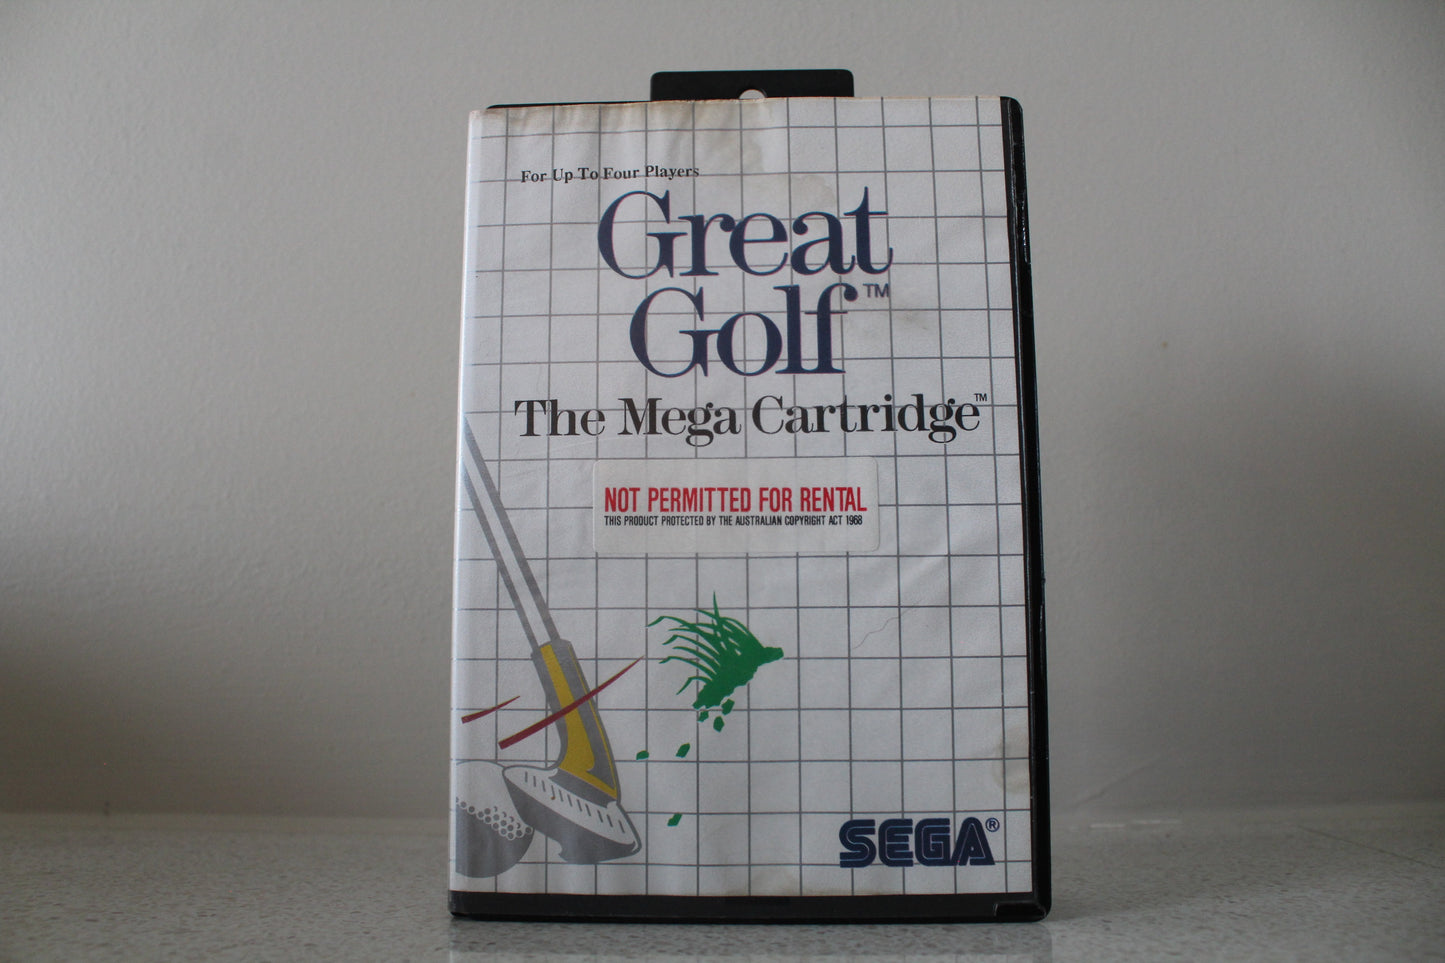 For Up To Four Players
Great
Golf™
The Mega Cartridge™
NOT PERMITTED FOR RENTAL
THIS PRODUCT PROTECTED BY THE AUSTRALIAN COPYRIGHT ACT 1968
SEGA®